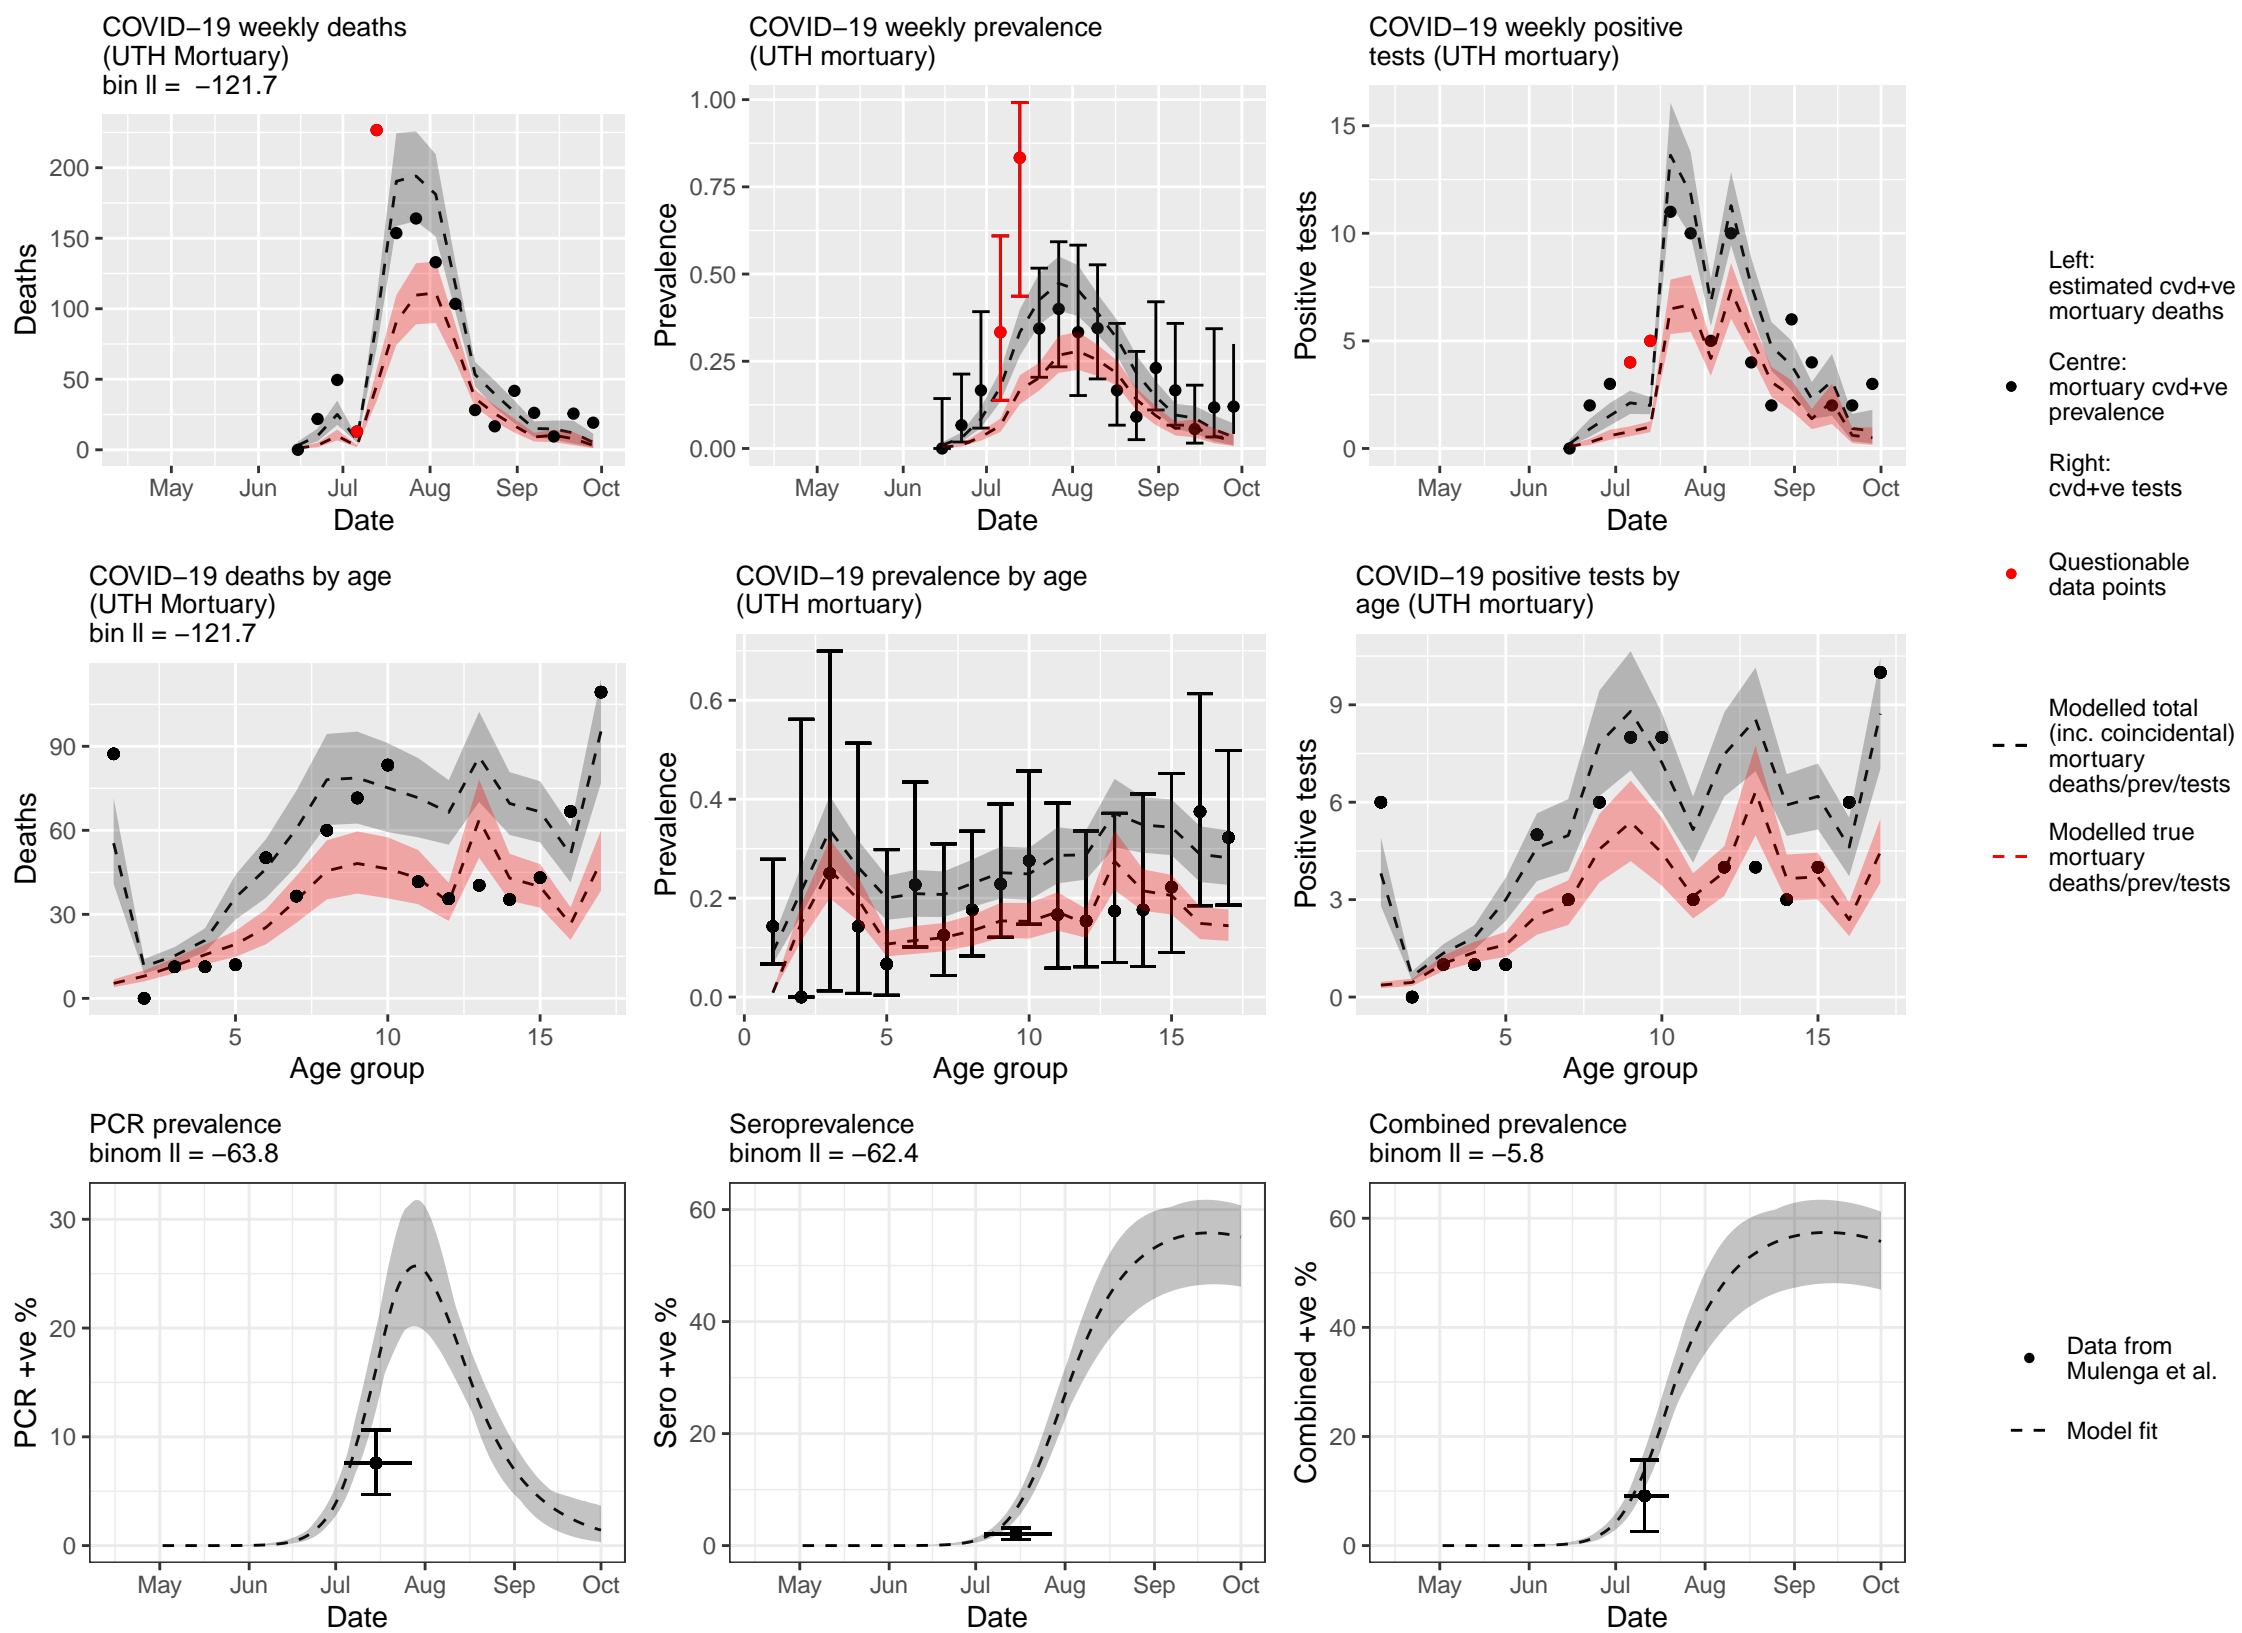 COVID−19 weekly deaths
(UTH Mortuary)
bin ll =  −121.7
200
150
100
50
0
Deaths
May Jun Jul Aug Sep Oct
Date
COVID−19 weekly prevalence
(UTH mortuary)
1.00
0.75
0.50
0.25
0.00
Prevalence
May Jun Jul Aug Sep Oct
Date
COVID−19 weekly positive
tests (UTH mortuary)
15
10
5
0
Positive tests
May Jun Jul Aug Sep Oct
Date
Left:
estimated cvd+ve
mortuary deaths
Centre:
mortuary cvd+ve
prevalence
Right:
cvd+ve tests
Questionable
data points
Modelled total
(inc. coincidental)
mortuary
deaths/prev/tests
Modelled true
mortuary
deaths/prev/tests
COVID−19 deaths by age
(UTH Mortuary)
bin ll = −121.7
90
60
30
0
Deaths
5 10 15
Age group
COVID−19 prevalence by age
(UTH mortuary)
0.6
0.4
0.2
0.0
Prevalence
0 5 10 15
Age group
COVID−19 positive tests by
age (UTH mortuary)
9
6
3
0
Positive tests
5 10 15
Age group
PCR prevalence
binom ll = −63.8
30
20
10
0
PCR +ve %
May Jun Jul Aug Sep Oct
Date
Seroprevalence
binom ll = −62.4
60
40
20
0
Sero +ve %
May Jun Jul Aug Sep Oct
Date
Combined prevalence
binom ll = −5.8
60
40
20
0
Combined +ve %
May Jun Jul Aug Sep Oct
Date
Data from
Mulenga et al.
Model fit